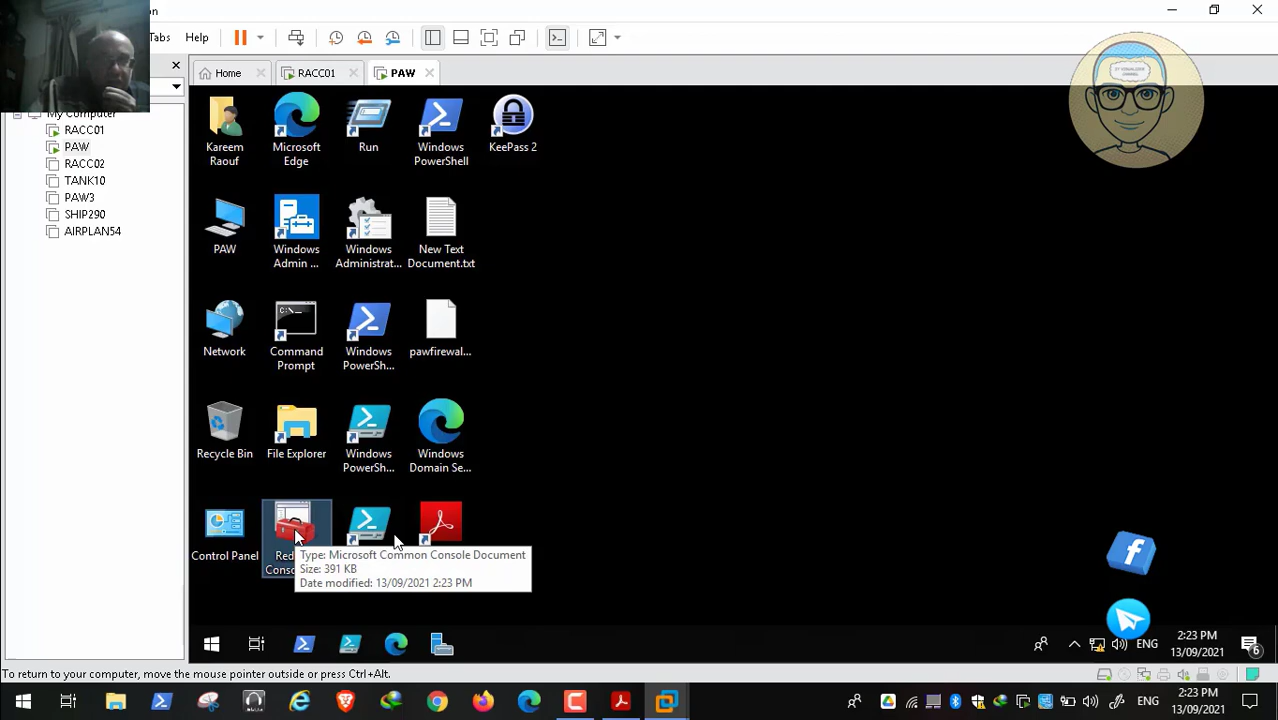 Tabs Help
Home RACC01 PAW
My Computer
RACC01
PAW
RACC02
TANK10
PAW3
SHIP290
AIRPLAN54
Kareem
Raouf
Microsoft
Edge
Run
Windows
PowerShell
KeePass 2
PAW
Windows
Admin ...
Windows
Administrat...
New Text
Document.txt
Network
Command
Prompt
Windows
PowerSh...
pawfirewal...
Recycle Bin
File Explorer
Windows
PowerSh...
Windows
Domain Se...
Control Panel
Red
Conso
Type: Microsoft Common Console Document
Size: 391 KB
Date modified: 13/09/2021 2:23 PM
ENG
2:23 PM
13/09/2021
6
To return to your computer, move the mouse pointer outside or press Ctrl+Alt.
ENG
2:23 PM
13/09/2021